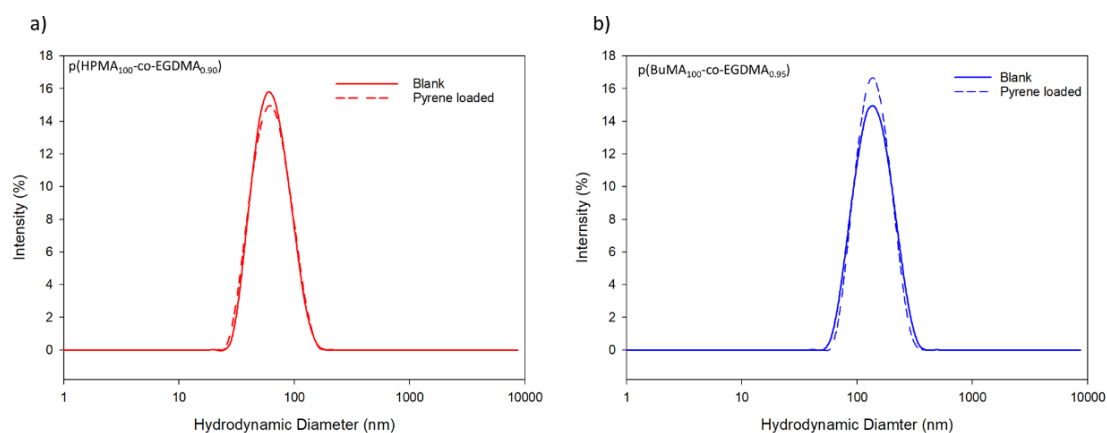 a)
p(HPMA₁₀₀-co-EGDMA₀.₉₀)
Blank
Pyrene loaded
18
16
14
12
10
8
6
4
2
0
Intensity (%)
1
10
100
1000
10000
Hydrodynamic Diameter (nm)
b)
p(BuMA₁₀₀-co-EGDMA₀.₉₅)
Blank
Pyrene loaded
18
16
14
12
10
8
6
4
2
0
Internsity (%)
1
10
100
1000
10000
Hydrodynamic Diamter (nm)